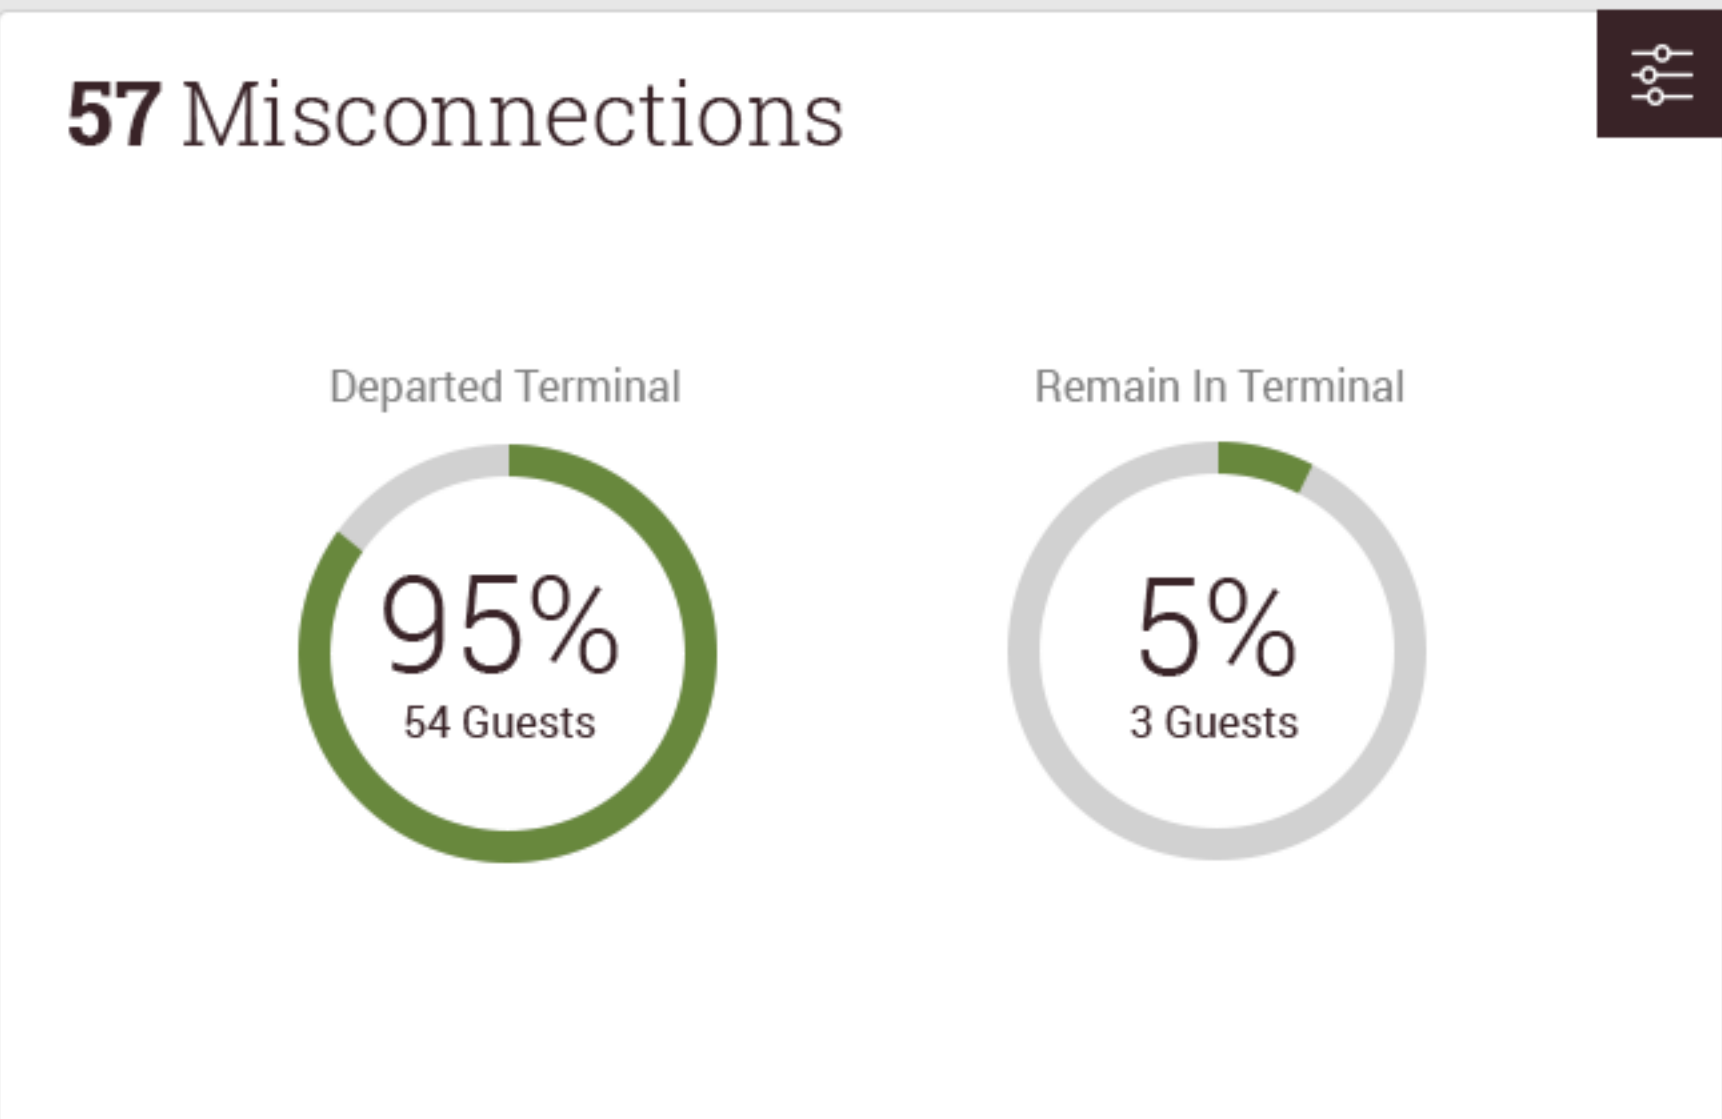 57 Misconnections
Departed Terminal
95%
54 Guests
Remain In Terminal
5%
3 Guests